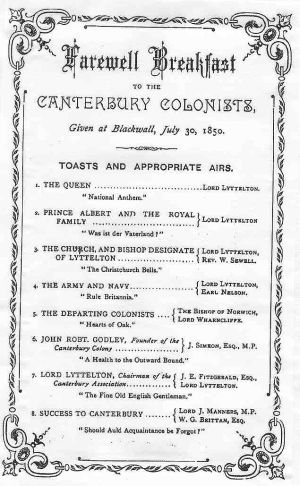 Farewell Breakfast
TO THE
CANTERBURY COLONISTS,
Given at Blackwall, July 30, 1850.
TOASTS AND APPROPRIATE AIRS.
1. THE QUEEN ........................ LORD LYTTELTON.
"National Anthem."
2. PRINCE ALBERT AND THE ROYAL FAMILY .................. { LORD LYTTELTON
"Was ist der Vaterland?"
3. THE CHURCH, AND BISHOP DESIGNATE OF LYTTELTON .................. { LORD LYTTELTON, REV. W. SEWELL.
"The Christchurch Bells."
4. THE ARMY AND NAVY .................. { LORD LYTTELTON, EARL NELSON.
"Rule Britannia."
5. THE DEPARTING COLONISTS .... { THE BISHOP OF NORWICH, LORD WHARNCLIFFE.
"Hearts of Oak."
6. JOHN ROBT. GODLEY, Founder of the Canterbury Colony ............ } J. SIMEON, ESQ., M.P.
"A Health to the Outward Bound."
7. LORD LYTTELTON, Chairman of the Canterbury Association .......... { J. E. FITZGERALD, ESQ., LORD LYTTELTON.
"The Fine Old English Gentleman."
8. SUCCESS TO CANTERBURY ........ { LORD J. MANNERS, M.P. W. G. BRITTAN, ESQ.
"Should Auld Acquaintance be Forgot?"